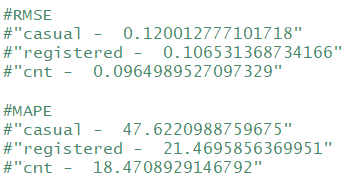 #RMSE
#"casual -  0.120012777101718"
#"registered -  0.106531368734166"
#"cnt -  0.0964989527097329"
#MAPE
#"casual -  47.6220988759675"
#"registered -  21.4695856369951"
#"cnt -  18.4708929146792"